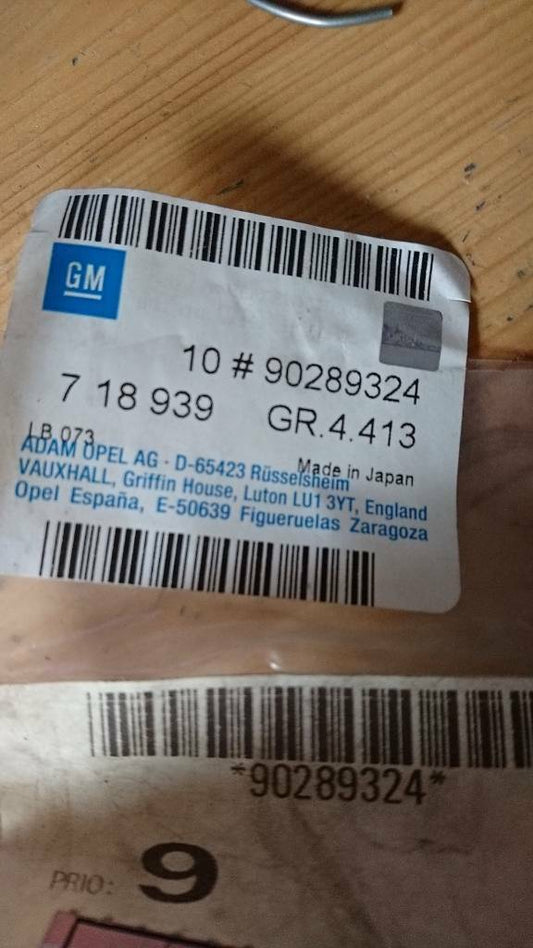 GM
10 # 90289324
7 18 939 GR.4.413
LB 073
Made in Japan
ADAM OPEL AG · D-65423 Rüsselsheim
VAUXHALL, Griffin House, Luton LU1 3YT, England
Opel España, E-50639 Figueruelas Zaragoza
*90289324*
PRIO: 9